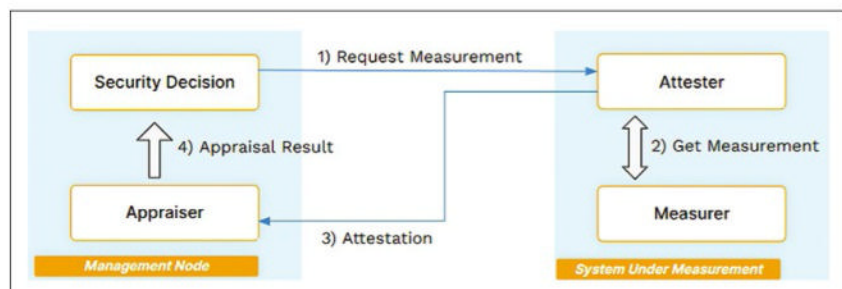 1) Request Measurement
Security Decision
Attester
4) Appraisal Result
2) Get Measurement
Appraiser
Measurer
3) Attestation
Management Node
System Under Measurement